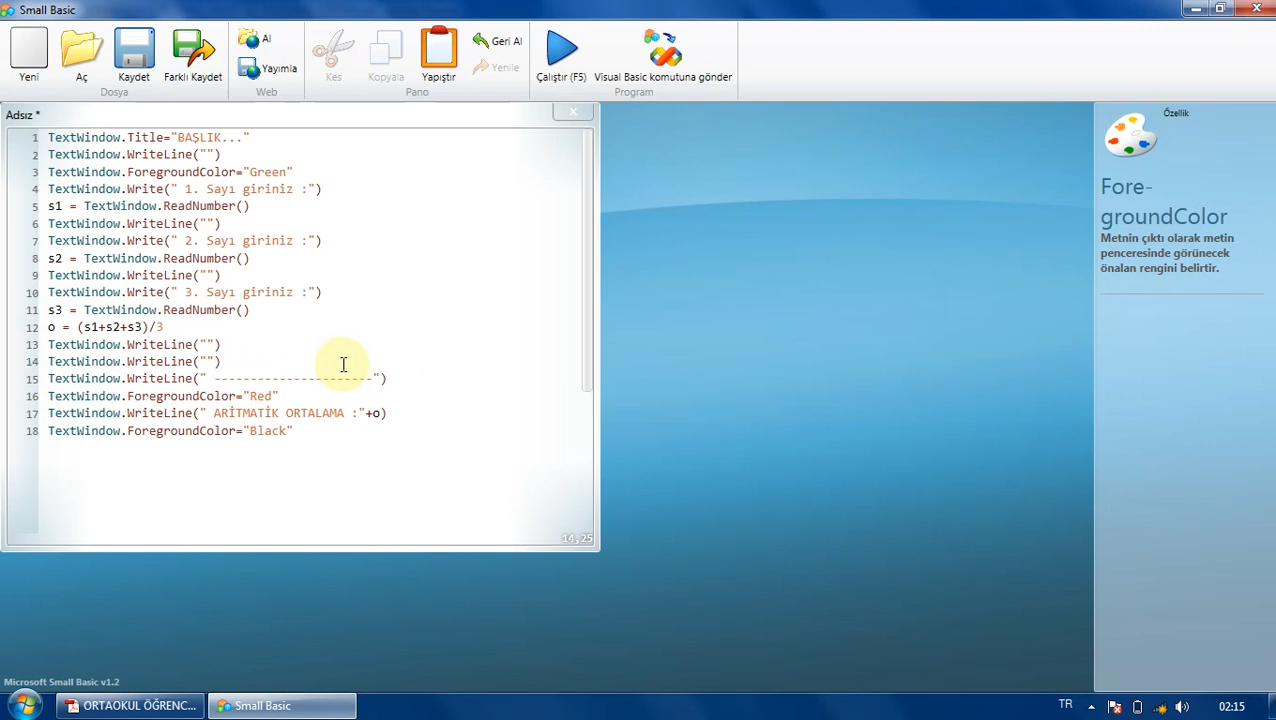 Small Basic
Yeni
Aç
Kaydet
Farklı Kaydet
Dosya
Al
Yayımla
Web
Kes
Kopyala
Yapıştır
Geri Al
Yenile
Pano
Çalıştır (F5)
Visual Basic komutuna gönder
Program
Adsız *
1 TextWindow.Title="BAŞLIK..."
2 TextWindow.WriteLine("")
3 TextWindow.ForegroundColor="Green"
4 TextWindow.Write(" 1. Sayı giriniz :")
5 s1 = TextWindow.ReadNumber()
6 TextWindow.WriteLine("")
7 TextWindow.Write(" 2. Sayı giriniz :")
8 s2 = TextWindow.ReadNumber()
9 TextWindow.WriteLine("")
10 TextWindow.Write(" 3. Sayı giriniz :")
11 s3 = TextWindow.ReadNumber()
12 o = (s1+s2+s3)/3
13 TextWindow.WriteLine("")
14 TextWindow.WriteLine("")
15 TextWindow.WriteLine(" ----------------------")
16 TextWindow.ForegroundColor="Red"
17 TextWindow.WriteLine(" ARİTMATİK ORTALAMA :"+o)
18 TextWindow.ForegroundColor="Black"
14,25
Özellik
Fore-
groundColor
Metnin çıktı olarak metin
penceresinde görünecek
önalan rengini belirtir.
Microsoft Small Basic v1.2
ORTAOKUL ÖĞRENC...
Small Basic
TR
02:15